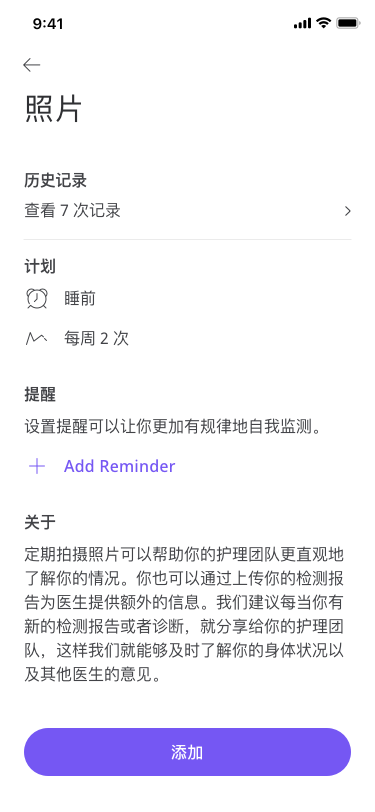 9:41
照片
历史记录
查看 7 次记录
计划
睡前
每周 2 次
提醒
设置提醒可以让你更加有规律地自我监测。
Add Reminder
关于
定期拍摄照片可以帮助你的护理团队更直观地
了解你的情况。你也可以通过上传你的检测报
告为医生提供额外的信息。我们建议每当你有
新的检测报告或者诊断，就分享给你的护理团
队，这样我们就能够及时了解你的身体状况以
及其他医生的意见。
添加